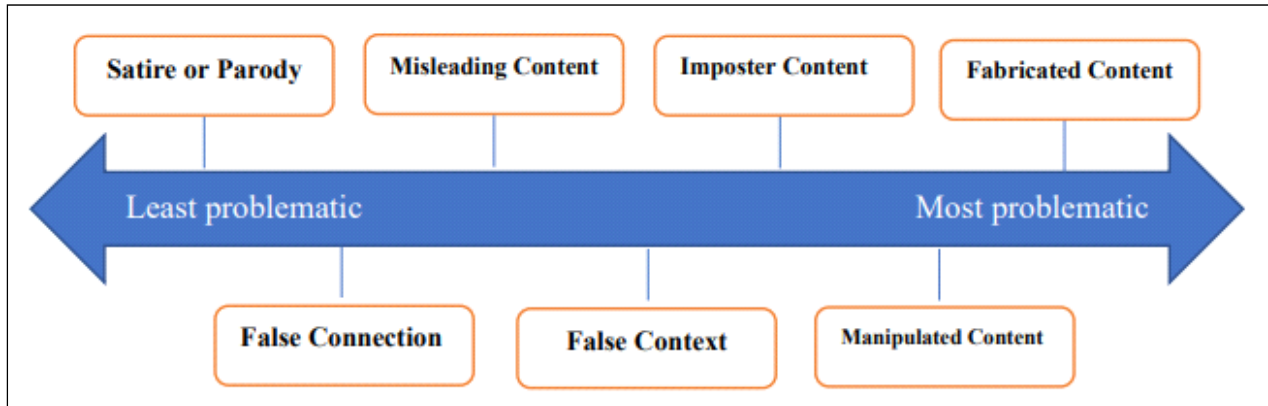 Satire or Parody
Misleading Content
Imposter Content
Fabricated Content
Least problematic
Most problematic
False Connection
False Context
Manipulated Content